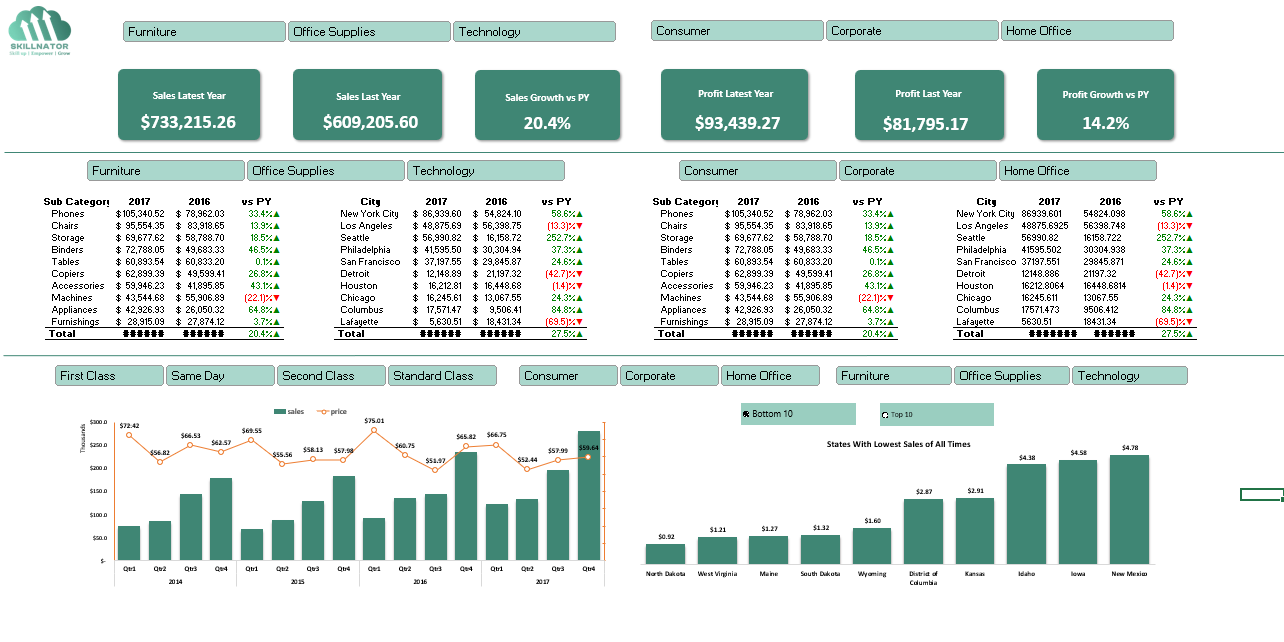 SKILLNATOR
Skill up | Empower | Grow
Furniture Office Supplies Technology Consumer Corporate Home Office
Sales Latest Year Sales Last Year Sales Growth vs PY Profit Latest Year Profit Last Year Profit Growth vs PY
$733,215.26 $609,205.60 20.4% $93,439.27 $81,795.17 14.2%
Furniture Office Supplies Technology Consumer Corporate Home Office
Sub Category 2017 2016 vs PY City 2017 2016 vs PY Sub Category 2017 2016 vs PY City 2017 2016 vs PY
Phones $105,340.52 $ 78,962.03 33.4%▲ New York City $ 86,939.60 $ 54,824.10 58.6%▲ Phones $105,340.52 $ 78,962.03 33.4%▲ New York City 86939.601 54824.098 58.6%▲
Chairs $ 95,554.35 $ 83,918.65 13.9%▲ Los Angeles $ 48,875.69 $ 56,398.75 (13.3)%▼ Chairs $ 95,554.35 $ 83,918.65 13.9%▲ Los Angeles 48875.6925 56398.748 (13.3)%▼
Storage $ 69,677.62 $ 58,788.70 18.5%▲ Seattle $ 56,990.82 $ 16,158.72 252.7%▲ Storage $ 69,677.62 $ 58,788.70 18.5%▲ Seattle 56990.82 16158.722 252.7%▲
Binders $ 72,788.05 $ 49,683.33 46.5%▲ Philadelphia $ 41,595.50 $ 30,304.94 37.3%▲ Binders $ 72,788.05 $ 49,683.33 46.5%▲ Philadelphia 41595.502 30304.938 37.3%▲
Tables $ 60,893.54 $ 60,833.20 0.1%▲ San Francisco $ 37,197.55 $ 29,845.87 24.6%▲ Tables $ 60,893.54 $ 60,833.20 0.1%▲ San Francisco 37197.551 29845.871 24.6%▲
Copiers $ 62,899.39 $ 49,599.41 26.8%▲ Detroit $ 12,148.89 $ 21,197.32 (42.7)%▼ Copiers $ 62,899.39 $ 49,599.41 26.8%▲ Detroit 12148.886 21197.32 (42.7)%▼
Accessories $ 59,946.23 $ 41,895.85 43.1%▲ Houston $ 16,212.81 $ 16,448.68 (1.4)%▼ Accessories $ 59,946.23 $ 41,895.85 43.1%▲ Houston 16212.8064 16448.6814 (1.4)%▼
Machines $ 43,544.68 $ 55,906.89 (22.1)%▼ Chicago $ 16,245.61 $ 13,067.55 24.3%▲ Machines $ 43,544.68 $ 55,906.89 (22.1)%▼ Chicago 16245.611 13067.55 24.3%▲
Appliances $ 42,926.93 $ 26,050.32 64.8%▲ Columbus $ 17,571.47 $ 9,506.41 84.8%▲ Appliances $ 42,926.93 $ 26,050.32 64.8%▲ Columbus 17571.473 9506.412 84.8%▲
Furnishings $ 28,915.09 $ 27,874.12 3.7%▲ Lafayette $ 5,630.51 $ 18,431.34 (69.5)%▼ Furnishings $ 28,915.09 $ 27,874.12 3.7%▲ Lafayette 5630.51 18431.34 (69.5)%▼
Total ###### ###### 20.4%▲ Total ###### ###### 27.5%▲ Total ###### ###### 20.4%▲ Total ####### ####### 27.5%▲
First Class Same Day Second Class Standard Class Consumer Corporate Home Office Furniture Office Supplies Technology
sales price
Thousands
$300.0
$250.0
$200.0
$150.0
$100.0
$50.0
$-
$72.42 $56.82 $66.53 $62.57 $69.55 $55.56 $58.13 $57.98 $75.01 $60.75 $51.97 $65.82 $66.75 $52.44 $57.99 $59.64
Qtr1 Qtr2 Qtr3 Qtr4 Qtr1 Qtr2 Qtr3 Qtr4 Qtr1 Qtr2 Qtr3 Qtr4 Qtr1 Qtr2 Qtr3 Qtr4
2014 2015 2016 2017
Bottom 10 Top 10
States With Lowest Sales of All Times
$0.92 $1.21 $1.27 $1.32 $1.60 $2.87 $2.91 $4.38 $4.58 $4.78
North Dakota West Virginia Maine South Dakota Wyoming District of Columbia Kansas Idaho Iowa New Mexico